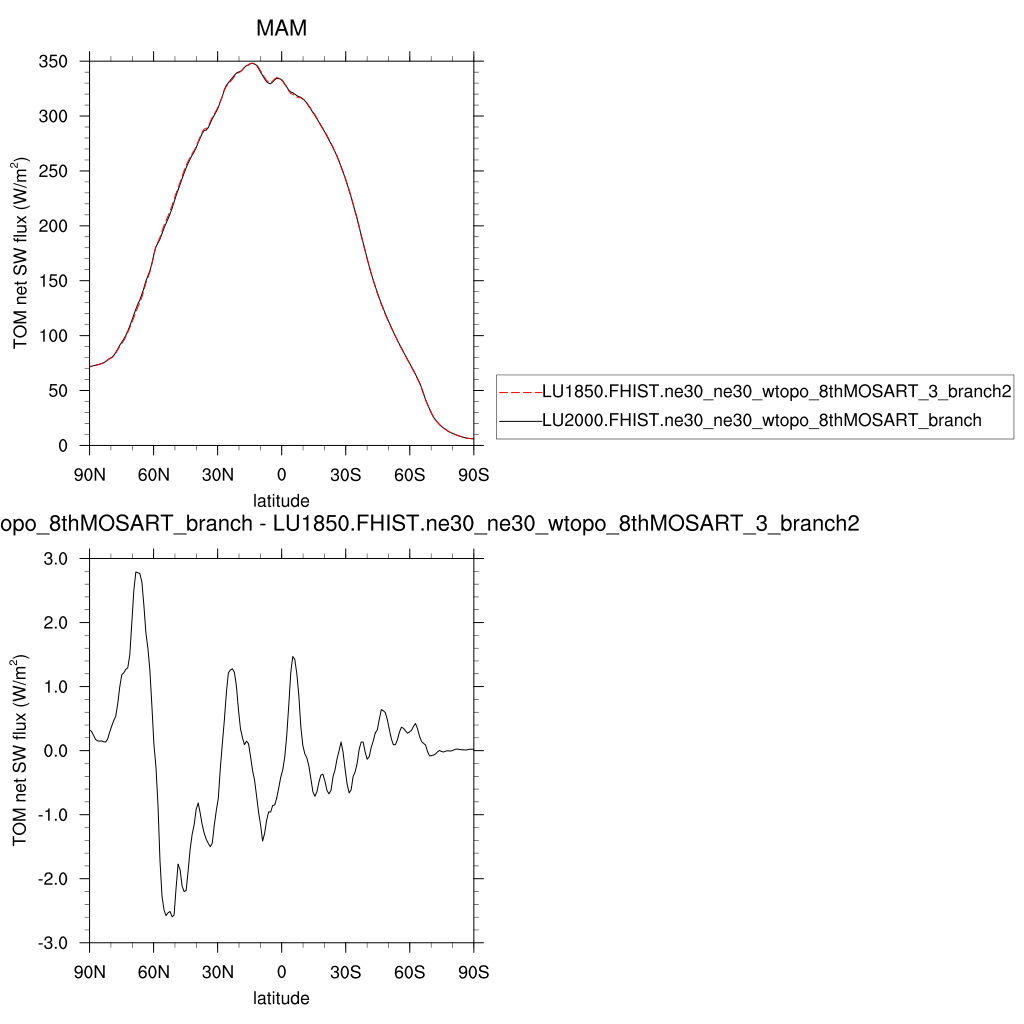 MAM
TOM net SW flux (W/m²)
350
300
250
200
150
100
50
0
90N 60N 30N 0 30S 60S 90S
latitude
LU1850.FHIST.ne30_ne30_wtopo_8thMOSART_3_branch2
LU2000.FHIST.ne30_ne30_wtopo_8thMOSART_branch
opo_8thMOSART_branch - LU1850.FHIST.ne30_ne30_wtopo_8thMOSART_3_branch2
TOM net SW flux (W/m²)
3.0
2.0
1.0
0.0
-1.0
-2.0
-3.0
90N 60N 30N 0 30S 60S 90S
latitude